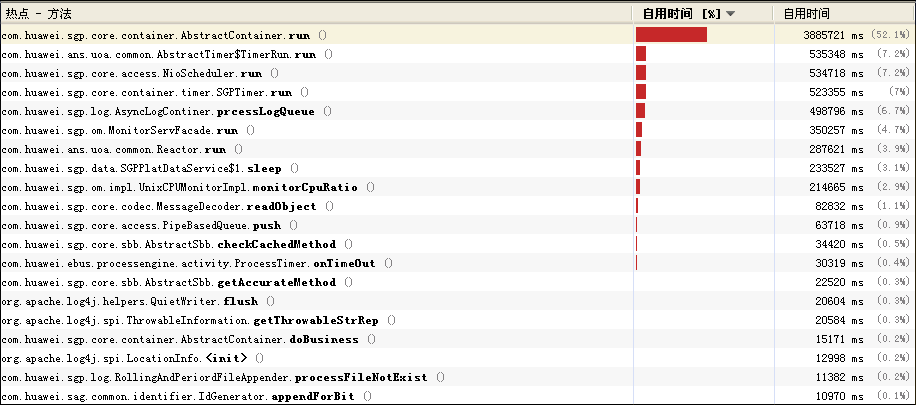 热点 - 方法 自用时间 [%] 自用时间
com.huawei.sgp.core.container.AbstractContainer.run () 3885721 ms (52.1%)
com.huawei.ans.uoa.common.AbstractTimer$TimerRun.run () 535348 ms (7.2%)
com.huawei.sgp.core.access.NioScheduler.run () 534718 ms (7.2%)
com.huawei.sgp.core.container.timer.SGPTimer.run () 523355 ms (7%)
com.huawei.sgp.log.AsyncLogContiner.prcessLogQueue () 498796 ms (6.7%)
com.huawei.sgp.om.MonitorServFacade.run () 350257 ms (4.7%)
com.huawei.ans.uoa.common.Reactor.run () 287621 ms (3.9%)
com.huawei.sgp.data.SGPPlatDataService$1.sleep () 233527 ms (3.1%)
com.huawei.sgp.om.impl.UnixCPUMonitorImpl.monitorCpuRatio () 214665 ms (2.9%)
com.huawei.sgp.core.codec.MessageDecoder.readObject () 82832 ms (1.1%)
com.huawei.sgp.core.access.PipeBasedQueue.push () 63718 ms (0.9%)
com.huawei.sgp.core.sbb.AbstractSbb.checkCachedMethod () 34420 ms (0.5%)
com.huawei.ebus.processengine.activity.ProcessTimer.onTimeOut () 30319 ms (0.4%)
com.huawei.sgp.core.sbb.AbstractSbb.getAccurateMethod () 22520 ms (0.3%)
org.apache.log4j.helpers.QuietWriter.flush () 20604 ms (0.3%)
org.apache.log4j.spi.ThrowableInformation.getThrowableStrRep () 20584 ms (0.3%)
com.huawei.sgp.core.container.AbstractContainer.doBusiness () 15171 ms (0.2%)
org.apache.log4j.spi.LocationInfo.<init> () 12998 ms (0.2%)
com.huawei.sgp.log.RollingAndPeriordFileAppender.processFileNotExist () 11382 ms (0.2%)
com.huawei.sag.common.identifier.IdGenerator.appendForBit () 10970 ms (0.1%)